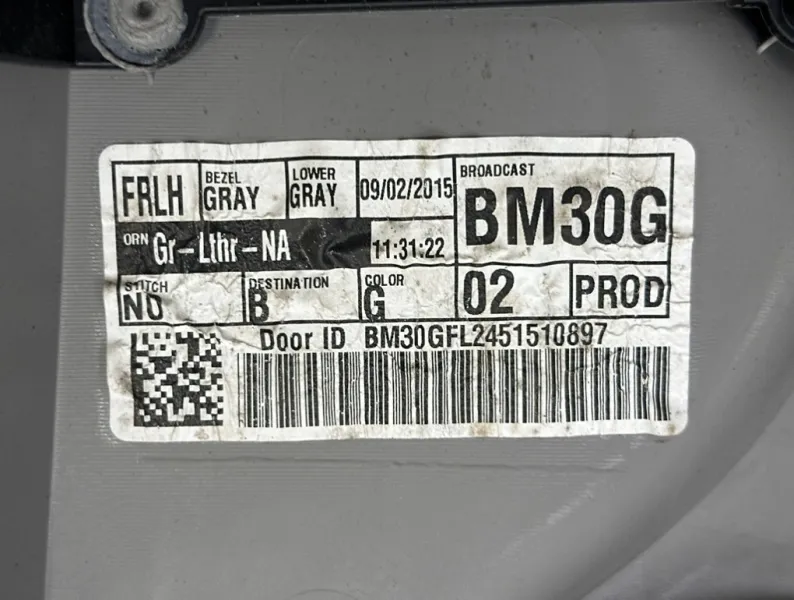 FRLH
BEZEL
GRAY
LOWER
GRAY
09/02/2015
BROADCAST
BM30G
ORN Gr-Lthr-NA
11:31:22
STITCH
NO
DESTINATION
B
COLOR
G
02
PROD
Door ID BM30GFL2451510897